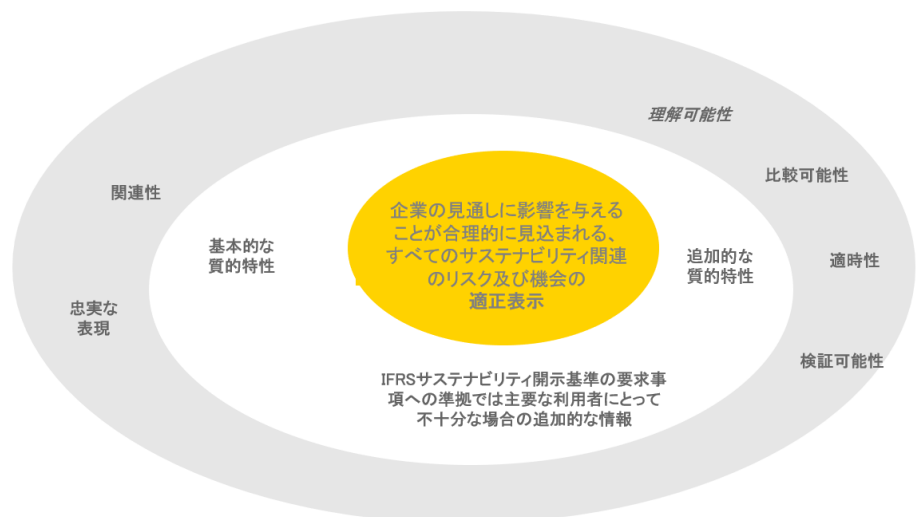 理解可能性
比較可能性
関連性
企業の見通しに影響を与える
ことが合理的に見込まれる、
すべてのサステナビリティ関連
のリスク及び機会の
適正表示
基本的な
質的特性
追加的な
質的特性
適時性
忠実な
表現
検証可能性
IFRSサステナビリティ開示基準の要求事
項への準拠では主要な利用者にとって
不十分な場合の追加的な情報